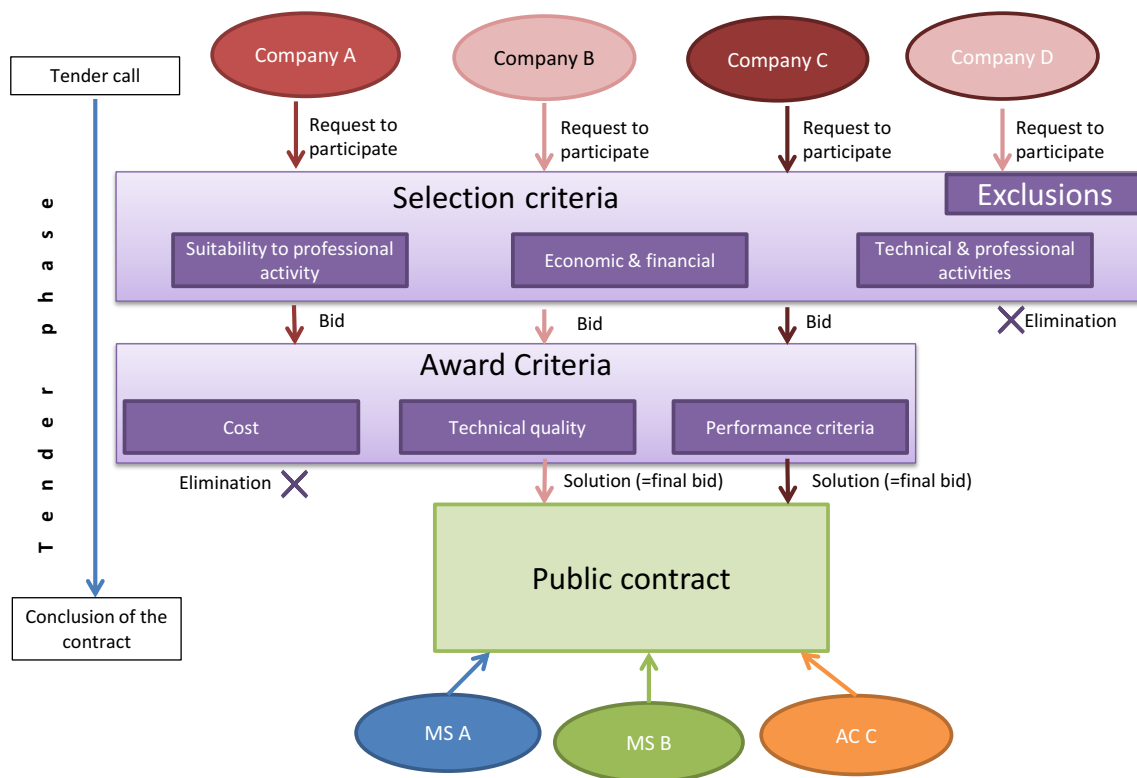 Company A
Company B
Company C
Company D
Tender call
Request to
participate
Request to
participate
Request to
participate
Request to
participate
Selection criteria
Exclusions
Suitability to professional
activity
Economic & financial
Technical & professional
activities
Tender phase
Bid
Bid
Bid
Elimination
Award Criteria
Cost
Technical quality
Performance criteria
Elimination
Solution (=final bid)
Solution (=final bid)
Public contract
Conclusion of the
contract
MS A
MS B
AC C